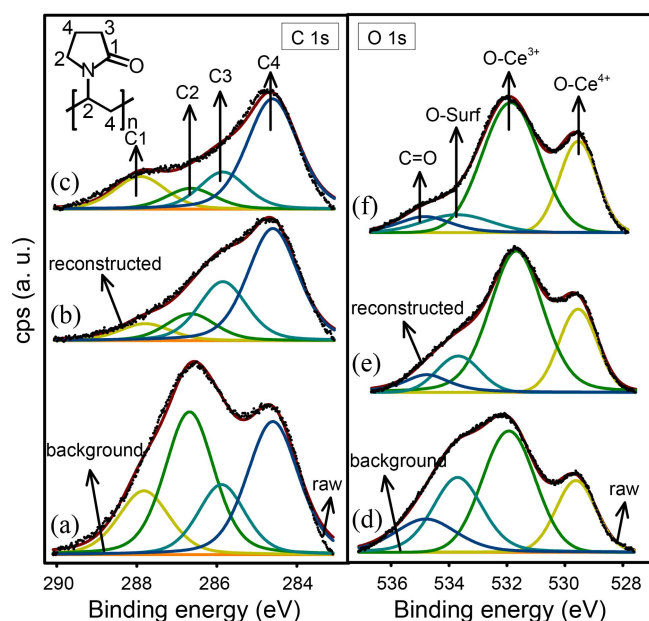 C 1s
4
3
1
2
N
O
2
4
n
C1
C2
C3
C4
(c)
reconstructed
(b)
background
raw
(a)
290
288
286
284
Binding energy (eV)
cps (a. u.)
O 1s
O-Ce³⁺
O-Ce⁴⁺
O-Surf
C=O
(f)
reconstructed
(e)
background
raw
(d)
536
534
532
530
528
Binding energy (eV)